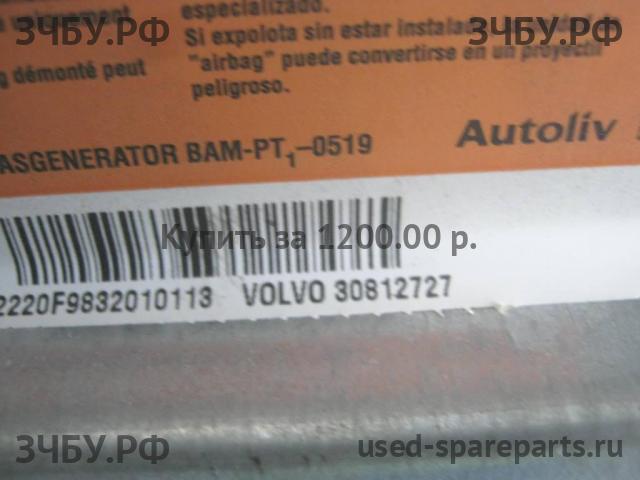 especializado.
Si expolota sin estar instalad
"airbag" puede convertirse en un proyectil
peligroso.
g démonté peut
ASGENERATOR BAM-PT1-0519
Autoliv
2220F9832010113 VOLVO 30812727
Купить за 1200.00 р.
ЗЧБУ.РФ
ЗЧБУ.РФ
ЗЧБУ.РФ
used-spareparts.ru